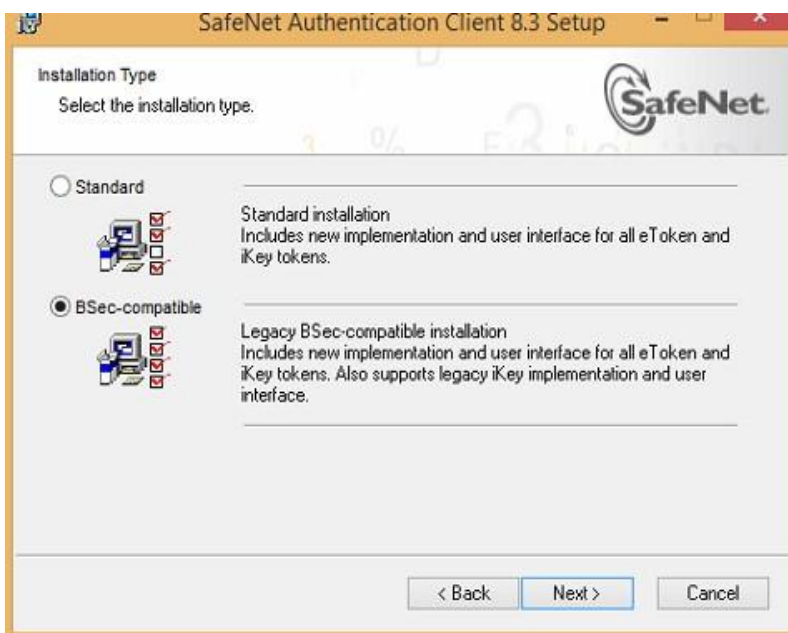 SafeNet Authentication Client 8.3 Setup
Installation Type
Select the installation type.
SafeNet.
Standard
Standard installation
Includes new implementation and user interface for all eToken and
iKey tokens.
BSec-compatible
Legacy BSec-compatible installation
Includes new implementation and user interface for all eToken and
iKey tokens. Also supports legacy iKey implementation and user
interface.
< Back
Next >
Cancel